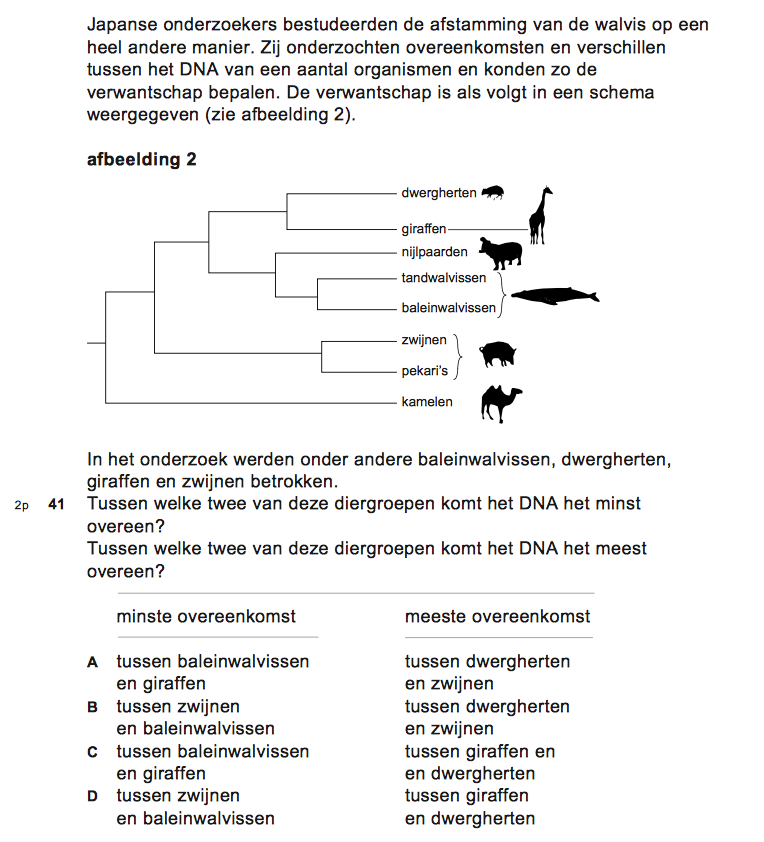 Japanse onderzoekers bestudeerden de afstamming van de walvis op een
heel andere manier. Zij onderzochten overeenkomsten en verschillen
tussen het DNA van een aantal organismen en konden zo de
verwantschap bepalen. De verwantschap is als volgt in een schema
weergegeven (zie afbeelding 2).
afbeelding 2
dwergherten
giraffen
nijlpaarden
tandwalvissen
baleinwalvissen
zwijnen
pekari's
kamelen
In het onderzoek werden onder andere baleinwalvissen, dwergherten,
giraffen en zwijnen betrokken.
2p 41 Tussen welke twee van deze diergroepen komt het DNA het minst
overeen?
Tussen welke twee van deze diergroepen komt het DNA het meest
overeen?
minste overeenkomst meeste overeenkomst
A tussen baleinwalvissen tussen dwergherten
en giraffen en zwijnen
B tussen zwijnen tussen dwergherten
en baleinwalvissen en zwijnen
C tussen baleinwalvissen tussen giraffen en
en giraffen en dwergherten
D tussen zwijnen tussen giraffen
en baleinwalvissen en dwergherten